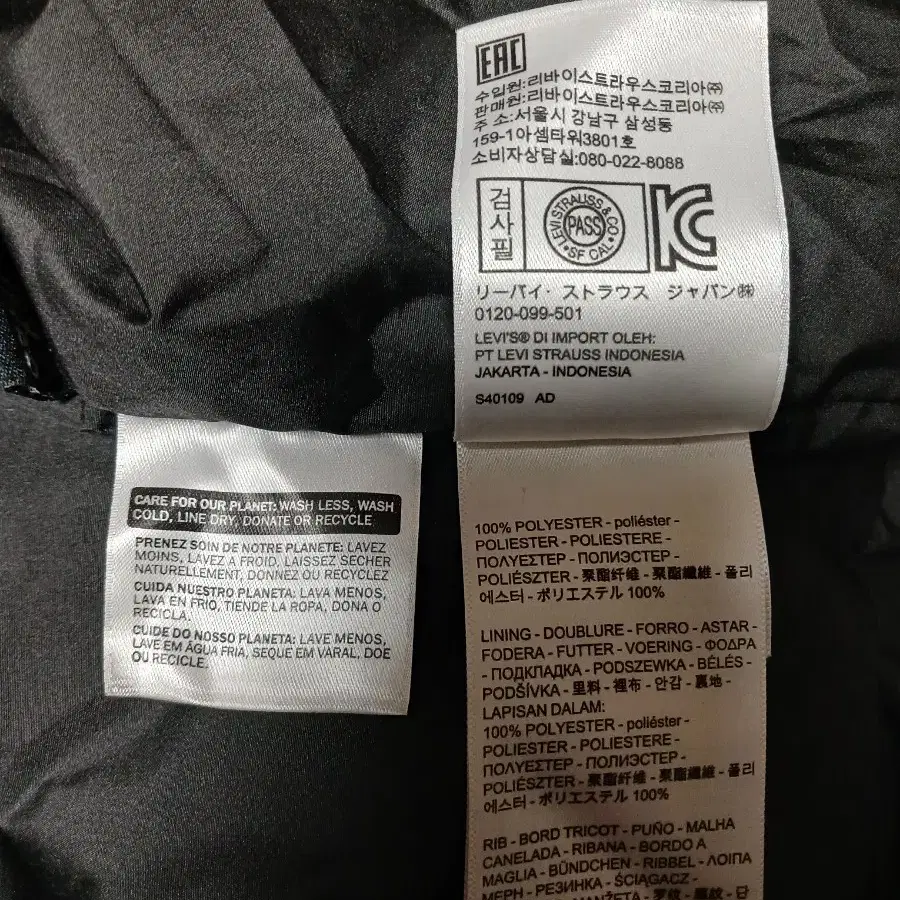 EAC
수입원:리바이스트라우스코리아㈜
판매원:리바이스트라우스코리아㈜
주 소:서울시 강남구 삼성동
159-1아셈타워3801호
소비자상담실:080-022-8088
검사필
LEVI STRAUSS & CO
PASS
SF CAL
KC
リーバイ・ストラウス ジャパン㈱
0120-099-501
LEVI'S® DI IMPORT OLEH:
PT LEVI STRAUSS INDONESIA
JAKARTA - INDONESIA
S40109 AD
CARE FOR OUR PLANET: WASH LESS, WASH
COLD, LINE DRY, DONATE OR RECYCLE
PRENEZ SOIN DE NOTRE PLANETE: LAVEZ
MOINS, LAVEZ A FROID, LAISSEZ SECHER
NATURELLEMENT, DONNEZ OU RECYCLEZ
CUIDA NUESTRO PLANETA: LAVA MENOS,
LAVA EN FRIO, TIENDE LA ROPA, DONA O
RECICLA.
CUIDE DO NOSSO PLANETA: LAVE MENOS,
LAVE EM ÁGUA FRIA, SEQUE EM VARAL, DOE
OU RECICLE.
100% POLYESTER - poliéster -
POLIESTER - POLIESTERE -
ΠΟΛΥΕΣΤΕΡ - ПОЛИЭСТЕР -
POLIÉSZTER - 聚酯纤维 - 聚酯纖維 - 폴리
에스터 - ポリエステル 100%
LINING - DOUBLURE - FORRO - ASTAR -
FODERA - FUTTER - VOERING - ΦΟΔΡΑ
- ПОДКЛАДКА - PODSZEWKA - BÉLÉS -
PODŠÍVKA - 里料 - 裡布 - 안감 - 裏地 -
LAPISAN DALAM:
100% POLYESTER - poliéster -
POLIESTER - POLIESTERE -
ΠΟΛΥΕΣΤΕΡ - ПОЛИЭСТЕР -
POLIÉSZTER - 聚酯纤维 - 聚酯纖維 - 폴리
에스터 - ポリエステル 100%
RIB - BORD TRICOT - PUÑO - MALHA
CANELADA - RIBANA - BORDO A
MAGLIA - BÜNDCHEN - RIBBEL - ΛΟΙΠΑ
ΜΕΡΗ - РЕЗИНКА - ŚCIĄGACZ -
MANŽETA - 罗纹 - 羅紋 - 단